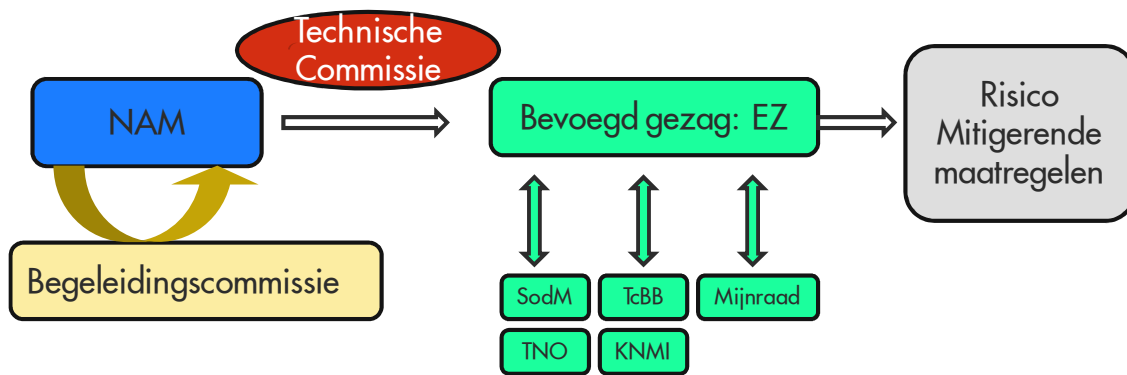 Technische
Commissie
NAM
Bevoegd gezag: EZ
Risico
Mitigerende
maatregelen
Begeleidingscommissie
SodM
TcBB
Mijnraad
TNO
KNMI